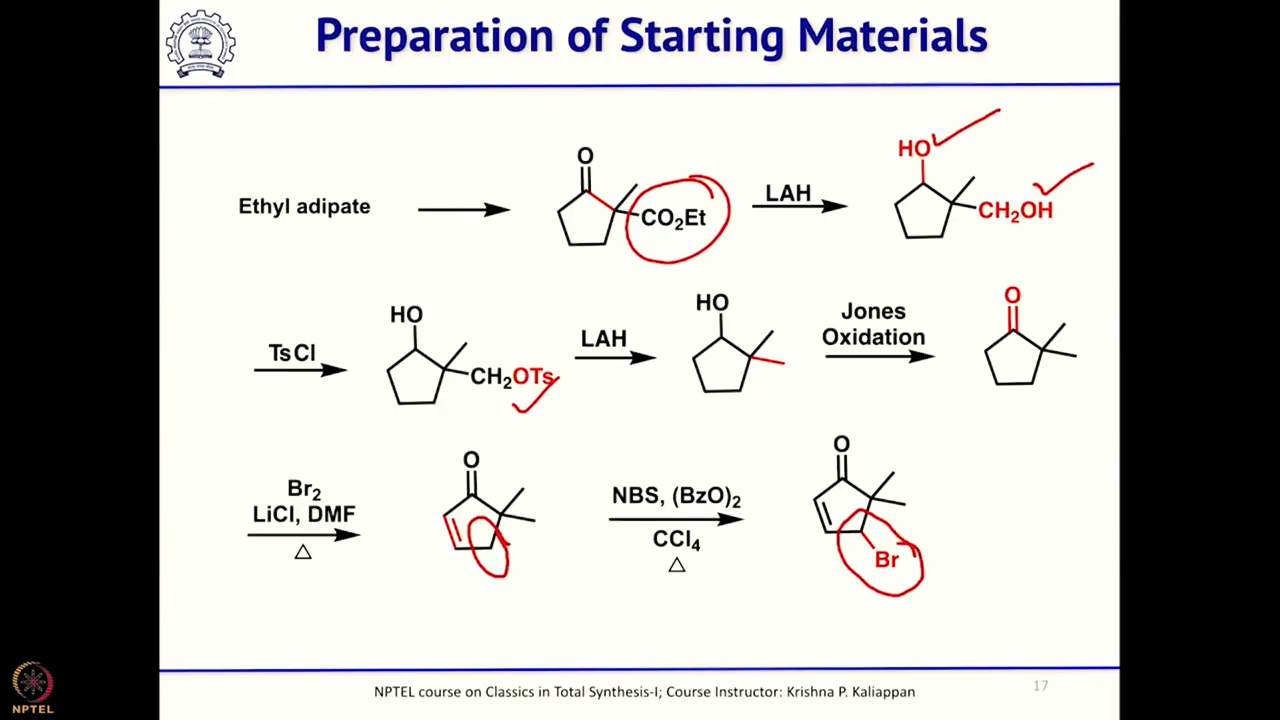 Preparation of Starting Materials
Ethyl adipate
O
CO₂Et
LAH
HO
CH₂OH
TsCl
HO
CH₂OTs
LAH
HO
Jones
Oxidation
O
Br₂
LiCl, DMF
△
O
NBS, (BzO)₂
CCl₄
△
O
Br
NPTEL course on Classics in Total Synthesis-I; Course Instructor: Krishna P. Kaliappan
17
NPTEL